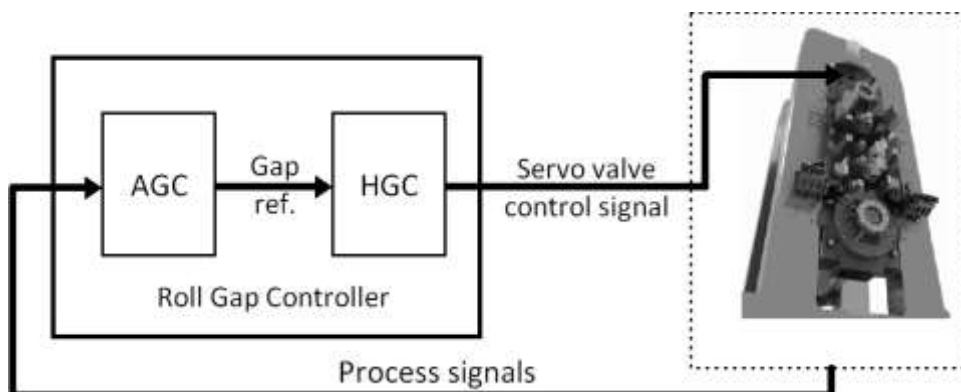 AGC
Gap
ref.
HGC
Servo valve
control signal
Roll Gap Controller
Process signals